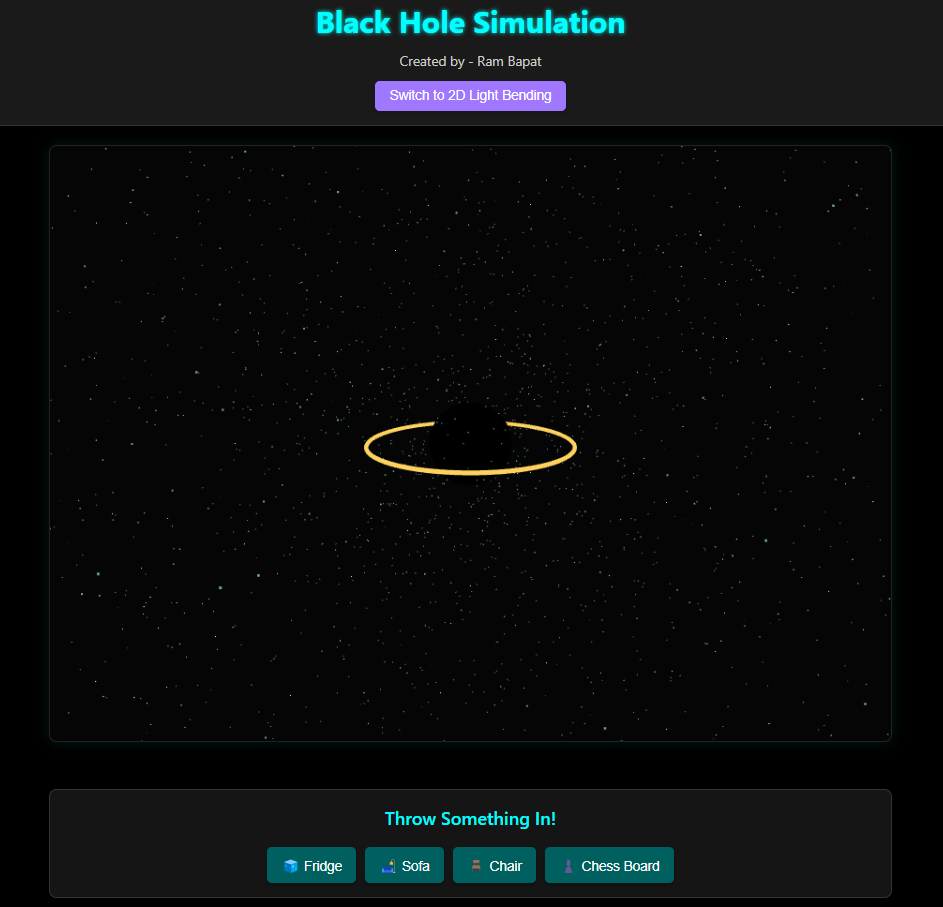 Black Hole Simulation
Created by - Ram Bapat
Switch to 2D Light Bending
Throw Something In!
Fridge
Sofa
Chair
Chess Board